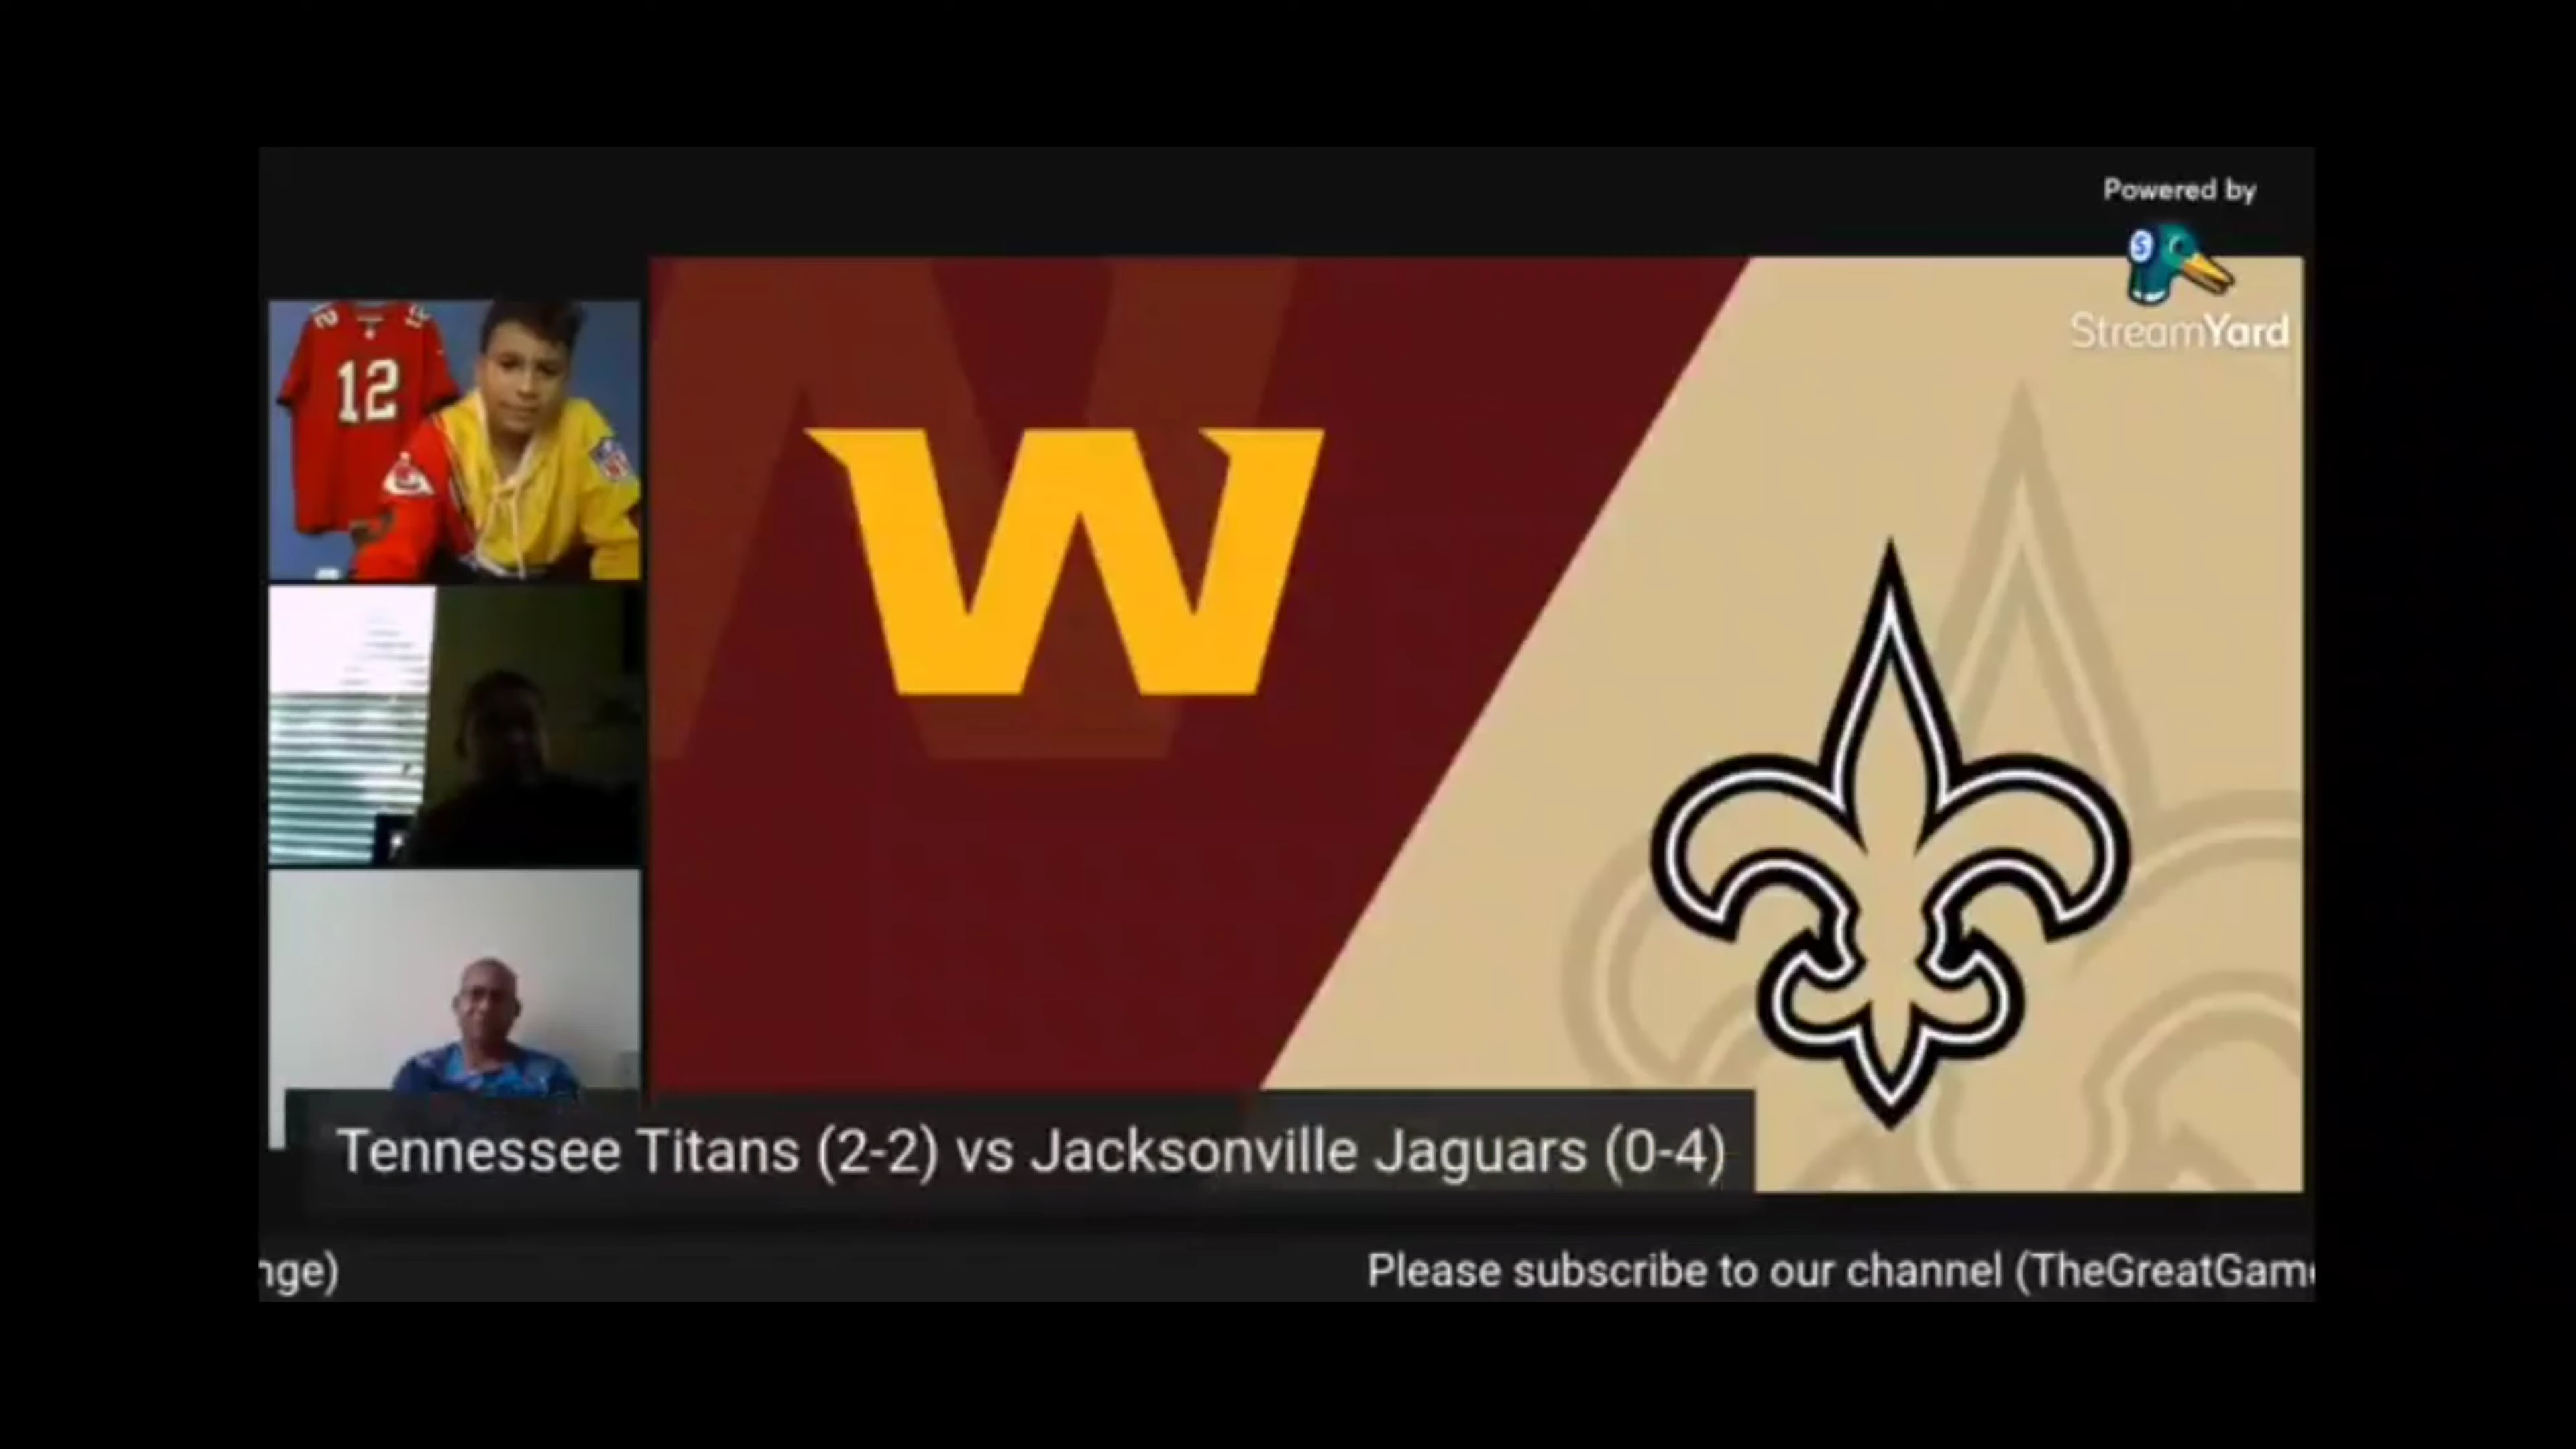 Powered by
StreamYard
12
W
Tennessee Titans (2-2) vs Jacksonville Jaguars (0-4)
nge) Please subscribe to our channel (TheGreatGam